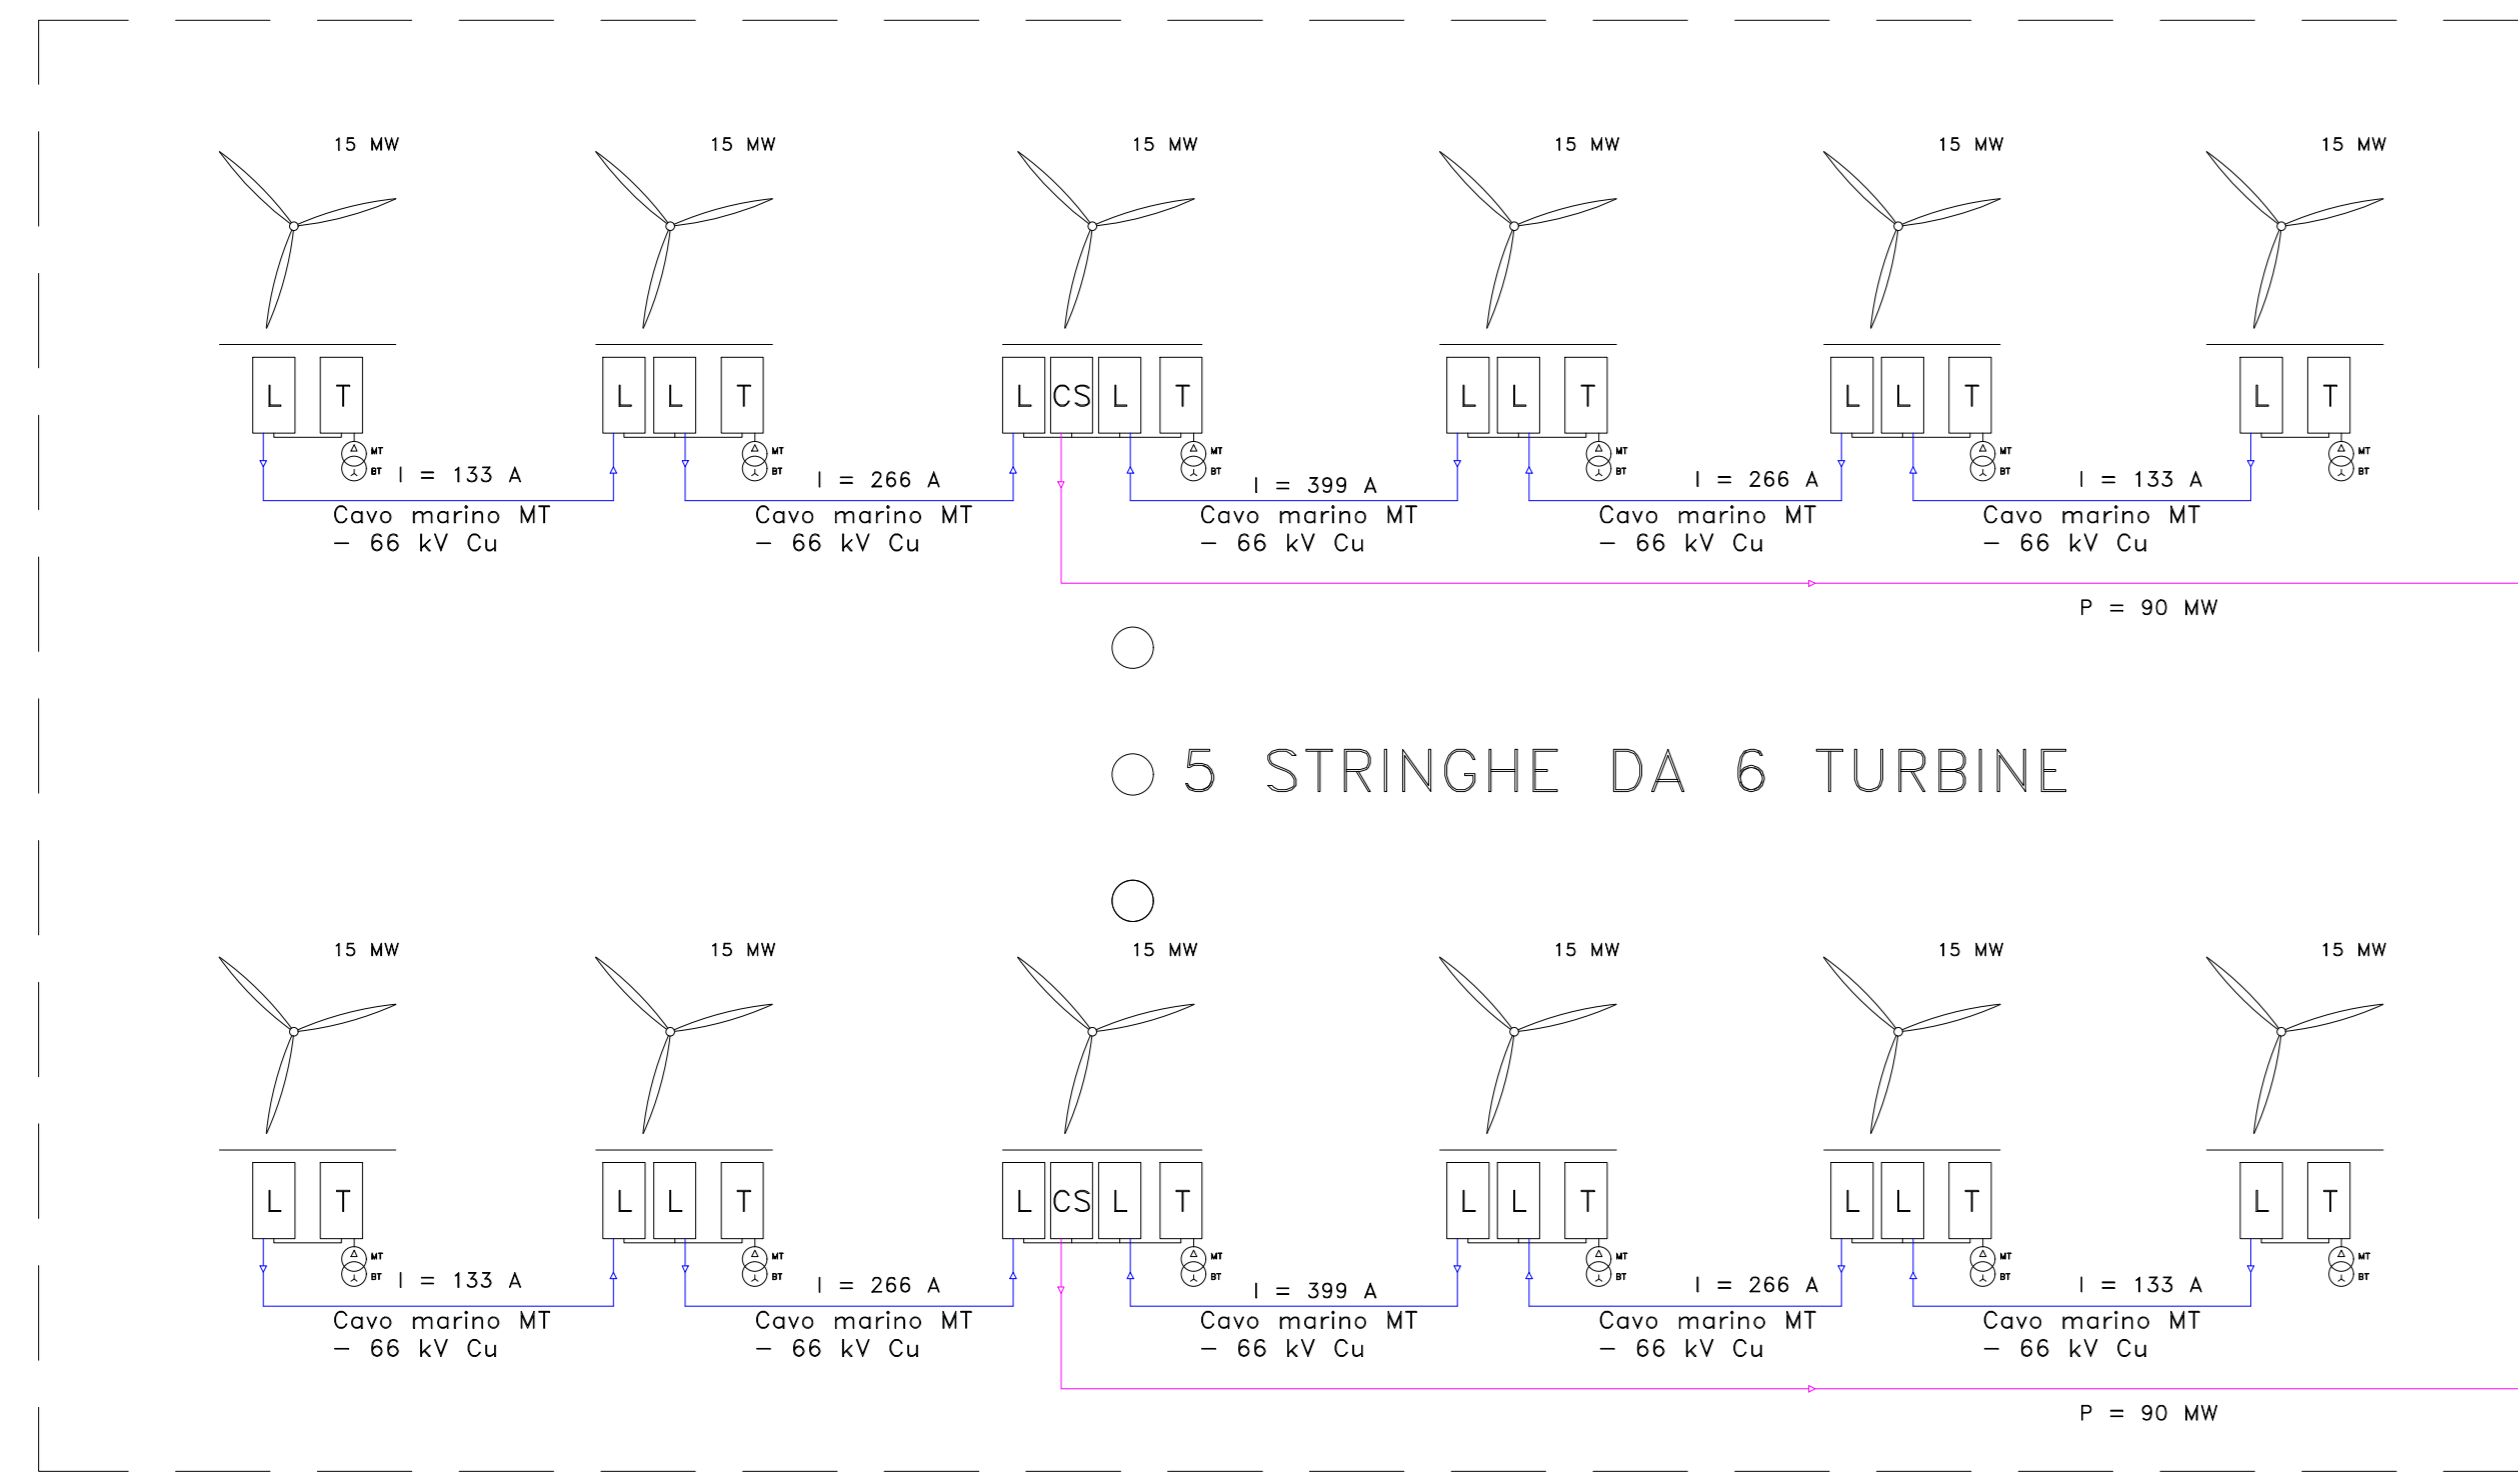 15 MW 15 MW 15 MW 15 MW 15 MW 15 MW
L T L L T L CS L T L L T L L T L T
MT MT MT MT MT MT
BT BT BT BT BT BT
I = 133 A I = 266 A I = 399 A I = 266 A I = 133 A
Cavo marino MT Cavo marino MT Cavo marino MT Cavo marino MT Cavo marino MT
- 66 kV Cu - 66 kV Cu - 66 kV Cu - 66 kV Cu - 66 kV Cu
P = 90 MW
5 STRINGHE DA 6 TURBINE
15 MW 15 MW 15 MW 15 MW 15 MW 15 MW
L T L L T L CS L T L L T L L T L T
MT MT MT MT MT MT
BT BT BT BT BT BT
I = 133 A I = 266 A I = 399 A I = 266 A I = 133 A
Cavo marino MT Cavo marino MT Cavo marino MT Cavo marino MT Cavo marino MT
- 66 kV Cu - 66 kV Cu - 66 kV Cu - 66 kV Cu - 66 kV Cu
P = 90 MW